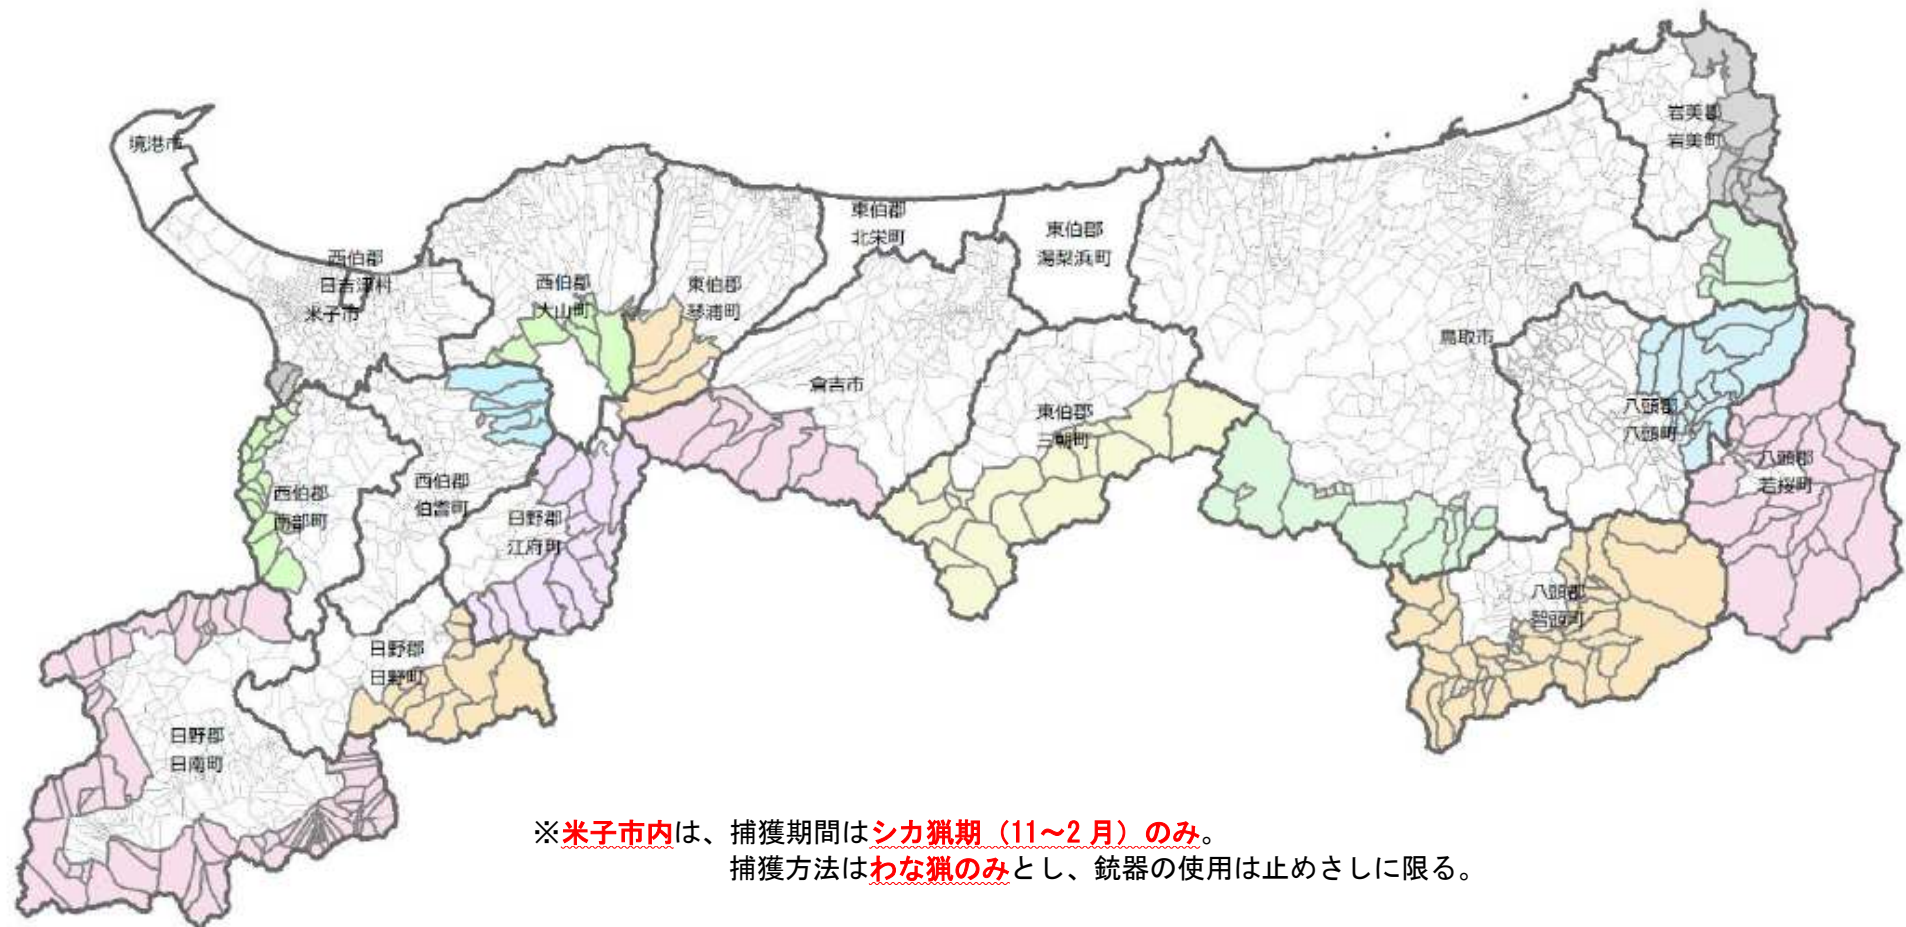 境港市
岩美郡
岩美町
東伯郡
北栄町
東伯郡
湯梨浜町
西伯郡
日吉津村
米子市
西伯郡
大山町
東伯郡
琴浦町
鳥取市
倉吉市
東伯郡
三朝町
八頭郡
八頭町
八頭郡
若桜町
西伯郡
南部町
西伯郡
伯耆町
日野郡
江府町
八頭郡
智頭町
日野郡
日野町
日野郡
日南町
※米子市内は、捕獲期間はシカ猟期（11～2月）のみ。
捕獲方法はわな猟のみとし、銃器の使用は止めさしに限る。